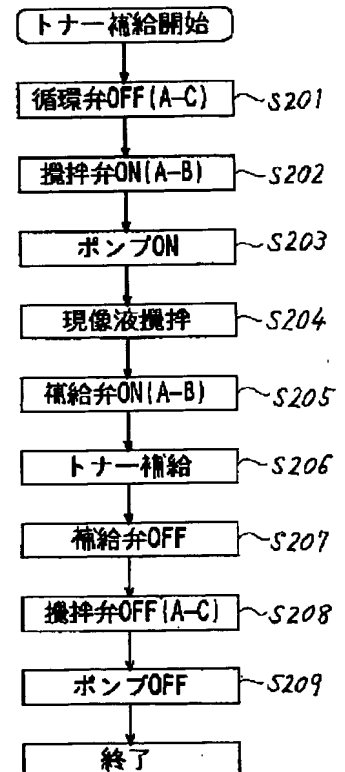 トナー補給開始
循環弁OFF(A-C) S201
攪拌弁ON(A-B) S202
ポンプON S203
現像液攪拌 S204
補給弁ON(A-B) S205
トナー補給 S206
補給弁OFF S207
攪拌弁OFF(A-C) S208
ポンプOFF S209
終了